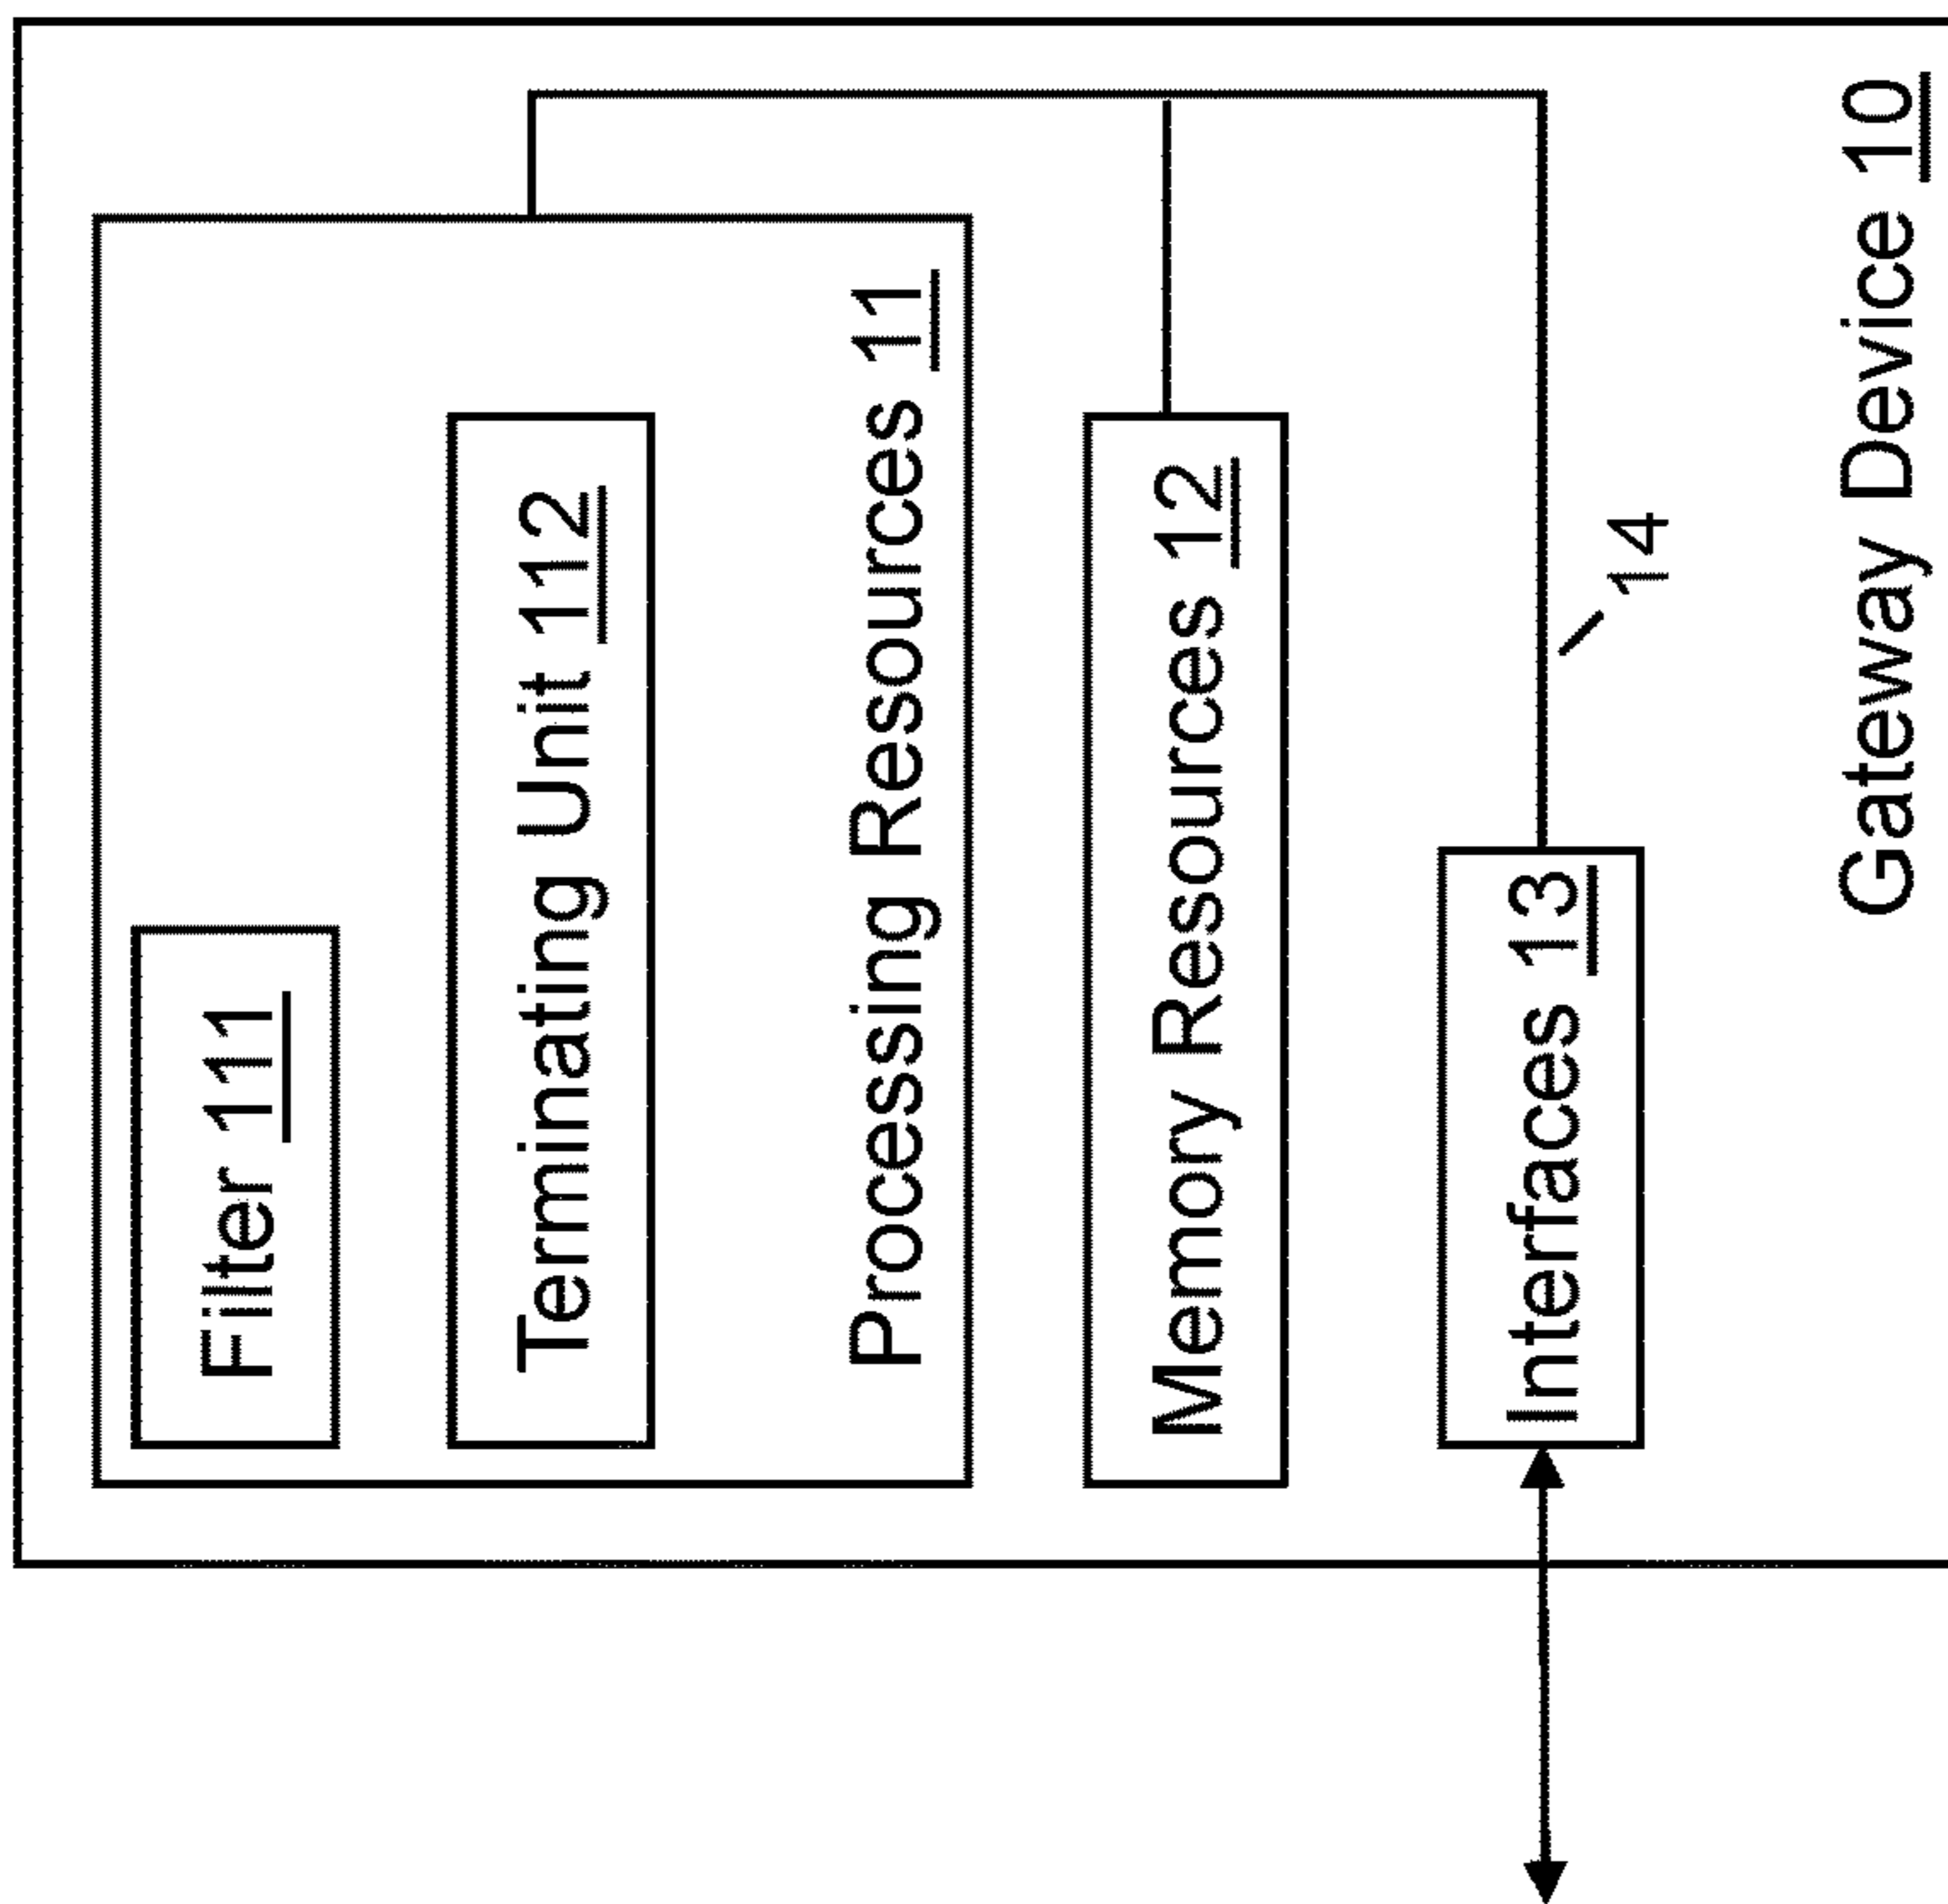 Filter 111
Terminating Unit 112
Processing Resources 11
Memory Resources 12
Interfaces 13
14
Gateway Device 10